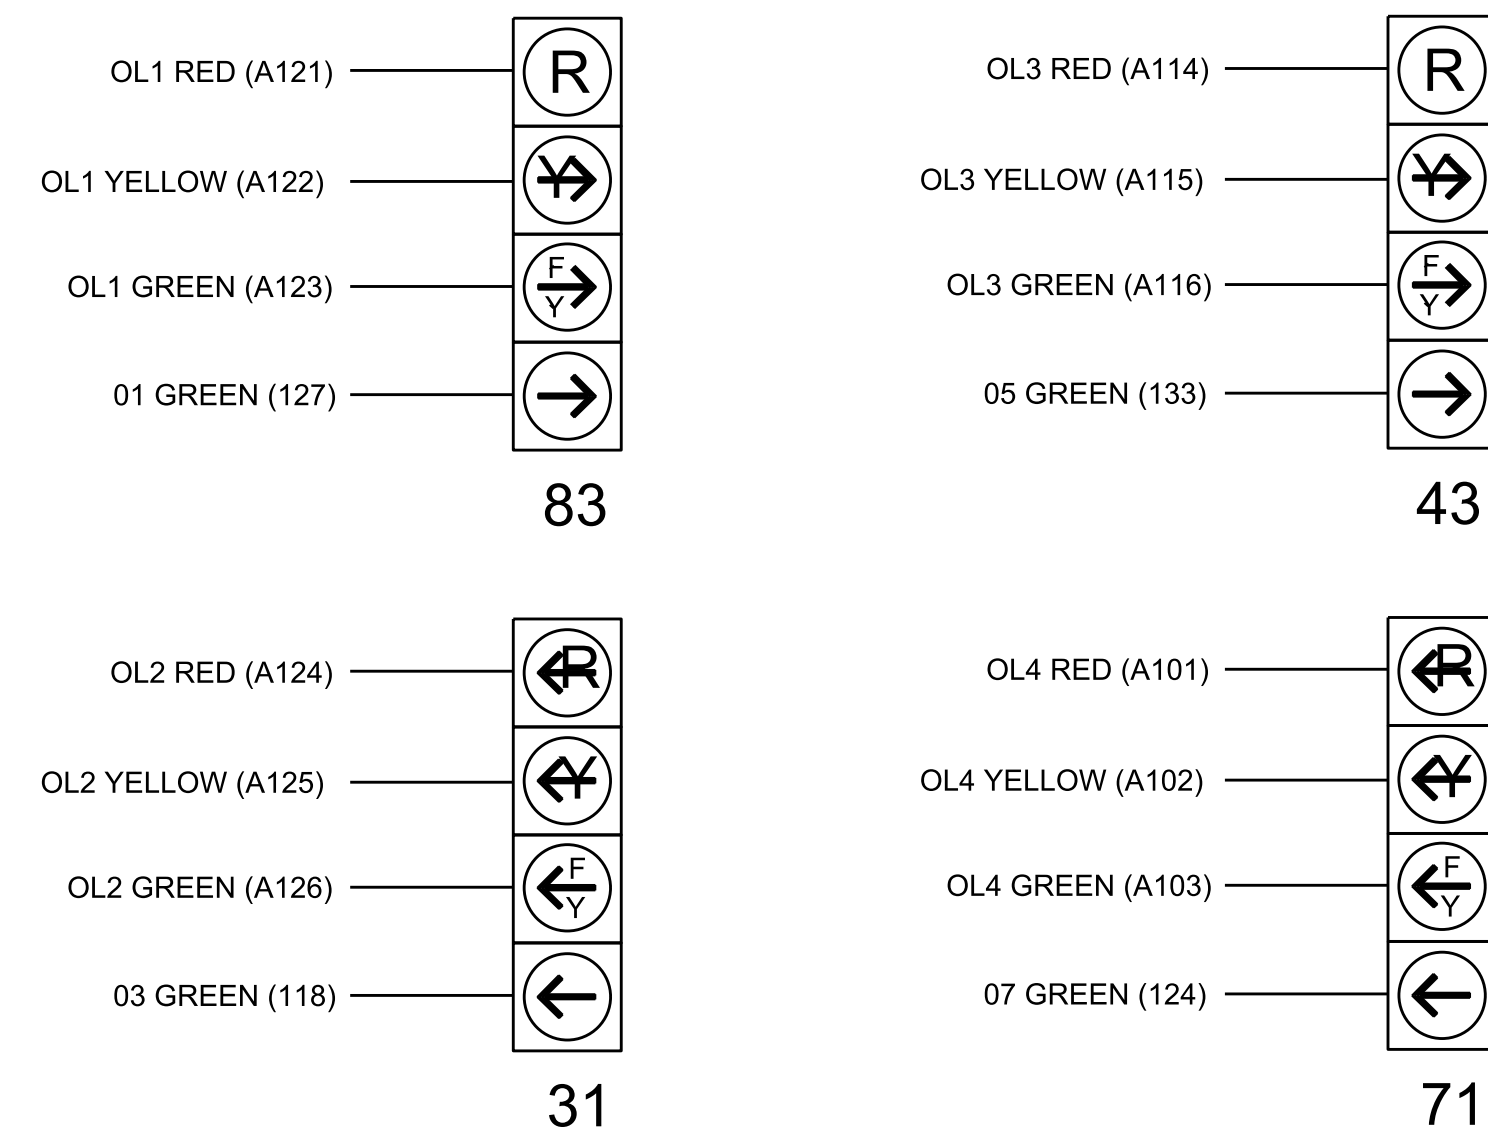 OL1 RED (A121)
R
OL1 YELLOW (A122)
Y
OL1 GREEN (A123)
F
Y
01 GREEN (127)
83
OL3 RED (A114)
R
OL3 YELLOW (A115)
Y
OL3 GREEN (A116)
F
Y
05 GREEN (133)
43
OL2 RED (A124)
R
OL2 YELLOW (A125)
Y
OL2 GREEN (A126)
F
Y
03 GREEN (118)
31
OL4 RED (A101)
R
OL4 YELLOW (A102)
Y
OL4 GREEN (A103)
F
Y
07 GREEN (124)
71